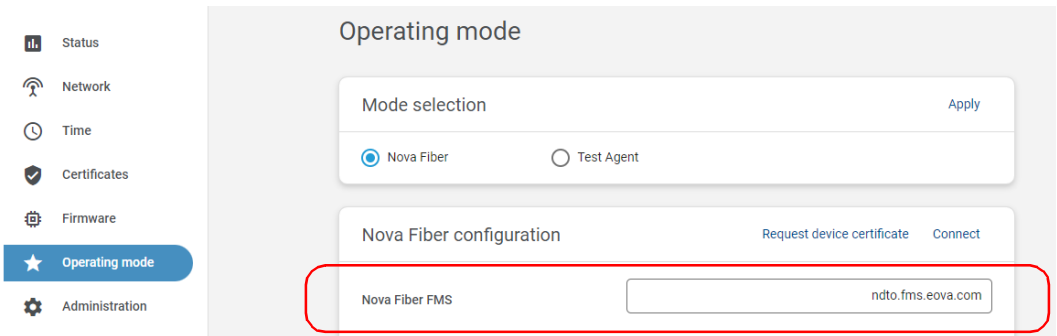 Operating mode
Status
Network
Time
Certificates
Firmware
Operating mode
Administration
Mode selection
Apply
Nova Fiber
Test Agent
Nova Fiber configuration
Request device certificate
Connect
Nova Fiber FMS
ndto.fms.eova.com